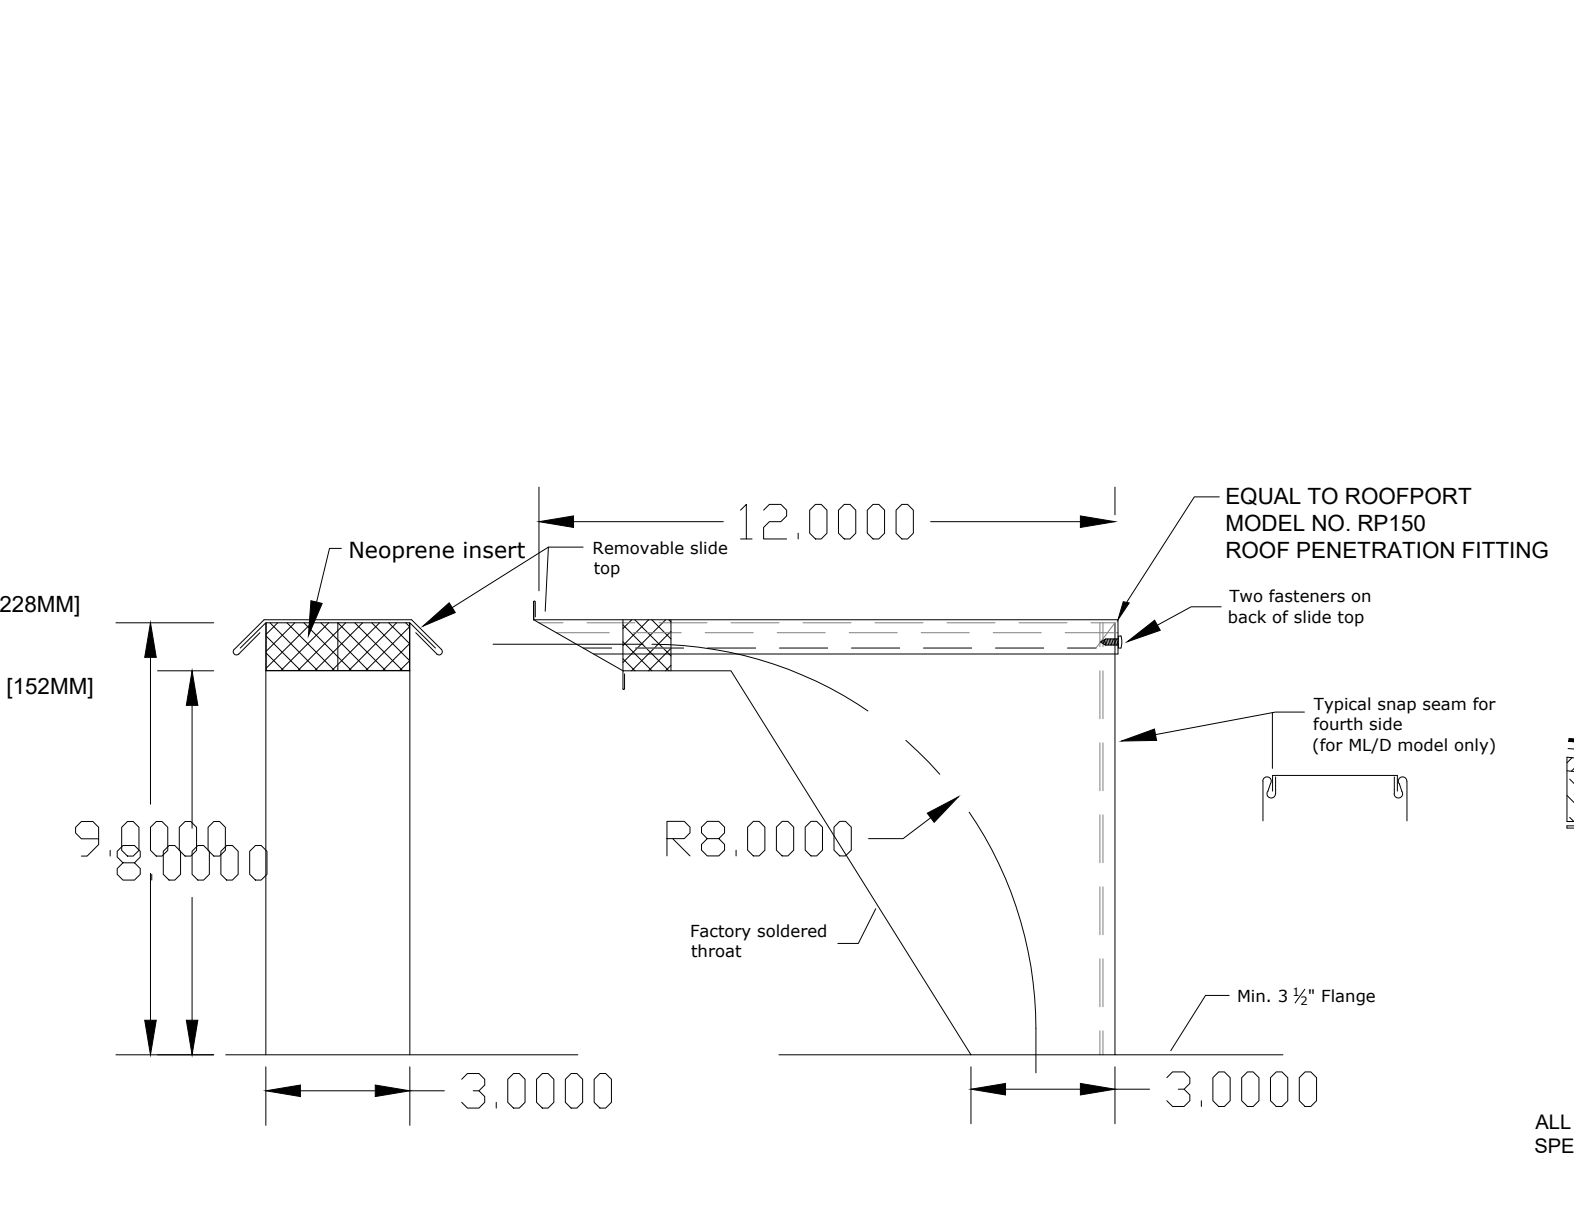 12.0000
EQUAL TO ROOFPORT
MODEL NO. RP150
ROOF PENETRATION FITTING
Neoprene insert
Removable slide
top
Two fasteners on
back of slide top
228MM]
[152MM]
Typical snap seam for
fourth side
(for ML/D model only)
9.0000
8.0000
R8.0000
Factory soldered
throat
Min. 3 ½" Flange
3.0000
3.0000
ALL
SPE